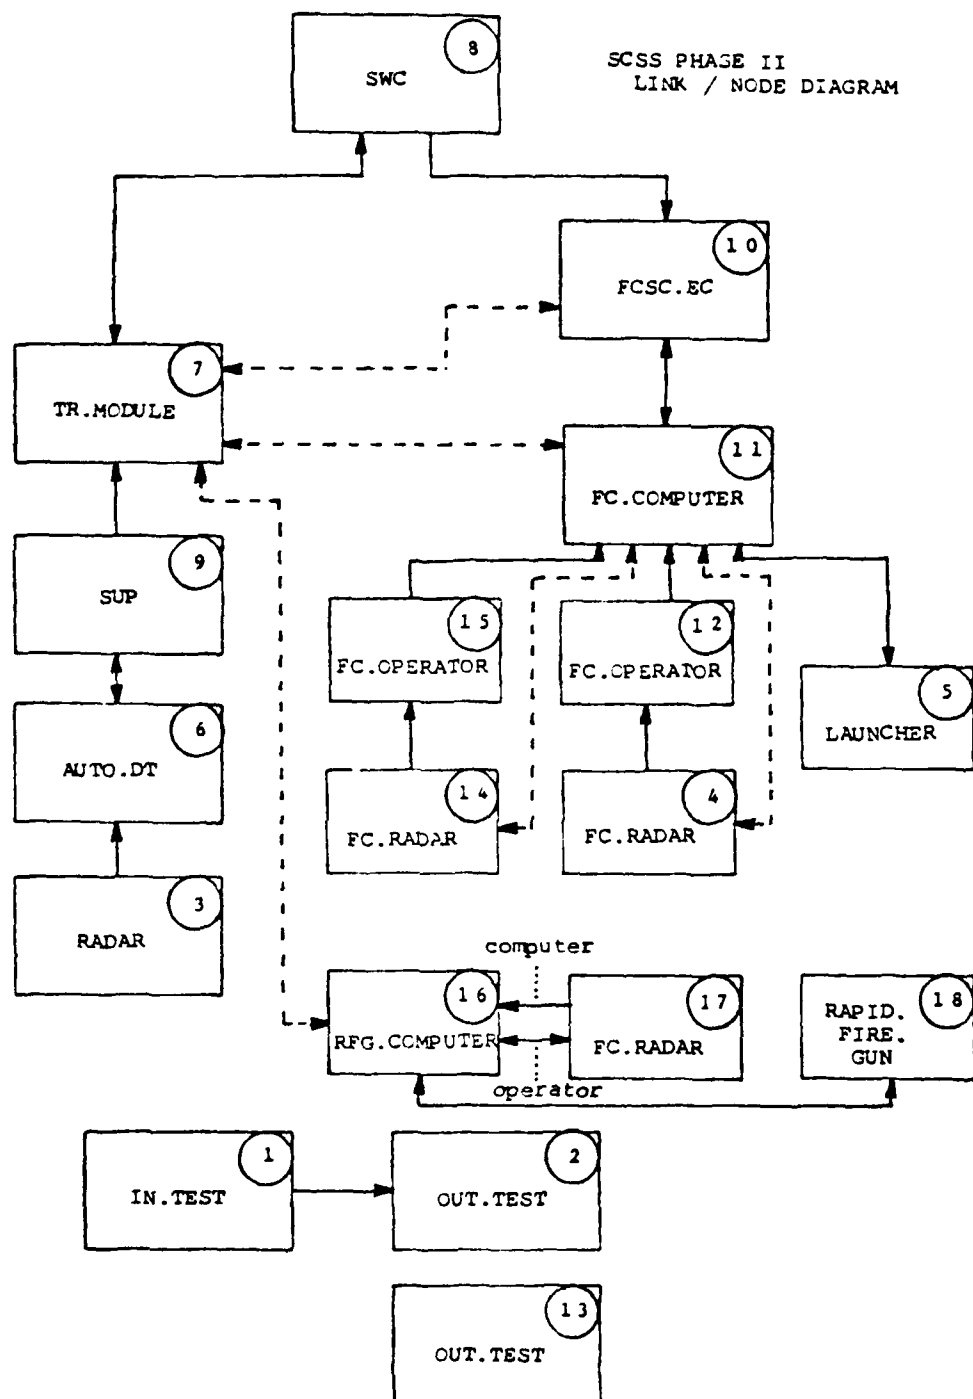 SCSS PHASE II
LINK / NODE DIAGRAM
8
SWC
10
FCSC.EC
7
TR.MODULE
11
FC.COMPUTER
9
SUP
15
FC.OPERATOR
12
FC.OPERATOR
5
LAUNCHER
6
AUTO.DT
14
FC.RADAR
4
FC.RADAR
3
RADAR
computer
16
RFG.COMPUTER
17
FC.RADAR
18
RAPID.
FIRE.
GUN
operator
1
IN.TEST
2
OUT.TEST
13
OUT.TEST